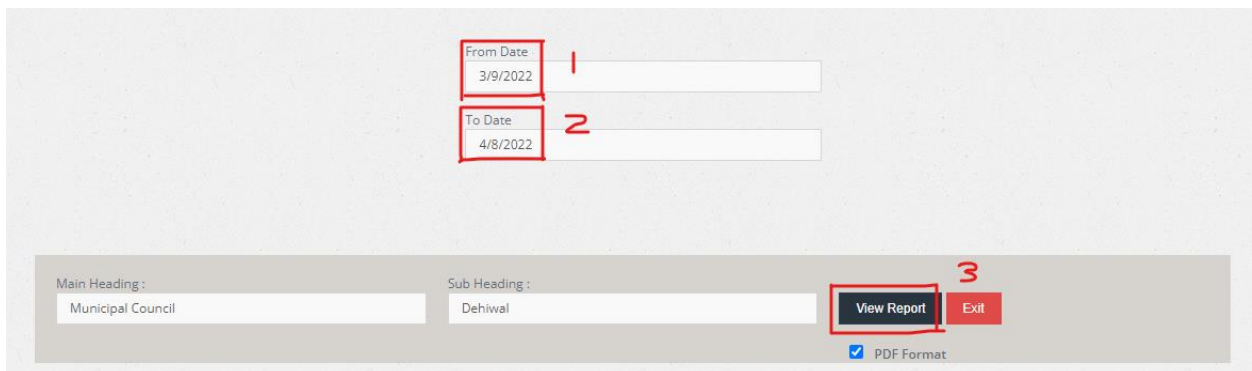 From Date
3/9/2022
1
To Date
4/8/2022
2
Main Heading :
Municipal Council
Sub Heading :
Dehiwal
3
View Report
Exit
PDF Format